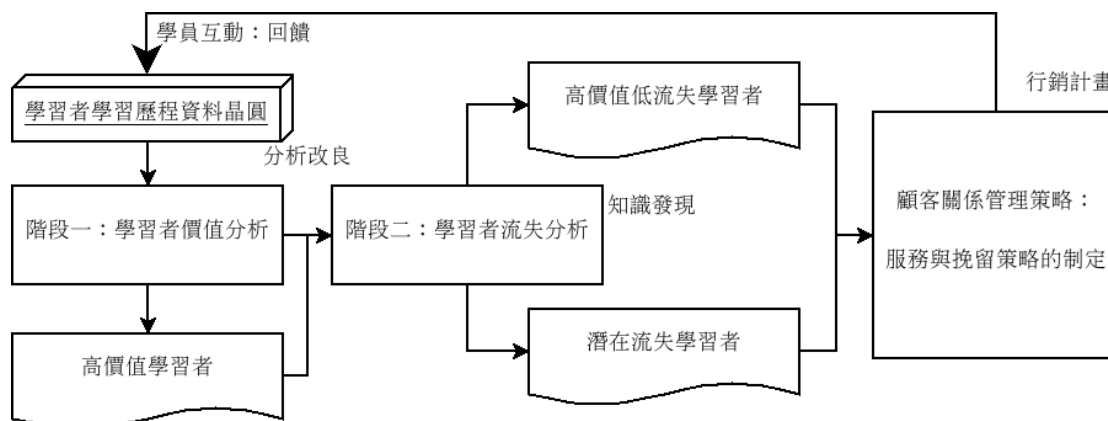 學員互動：回饋
學習者學習歷程資料晶圓
分析改良
階段一：學習者價值分析
高價值學習者
階段二：學習者流失分析
知識發現
高價值低流失學習者
潛在流失學習者
行銷計畫
顧客關係管理策略：
服務與挽留策略的制定